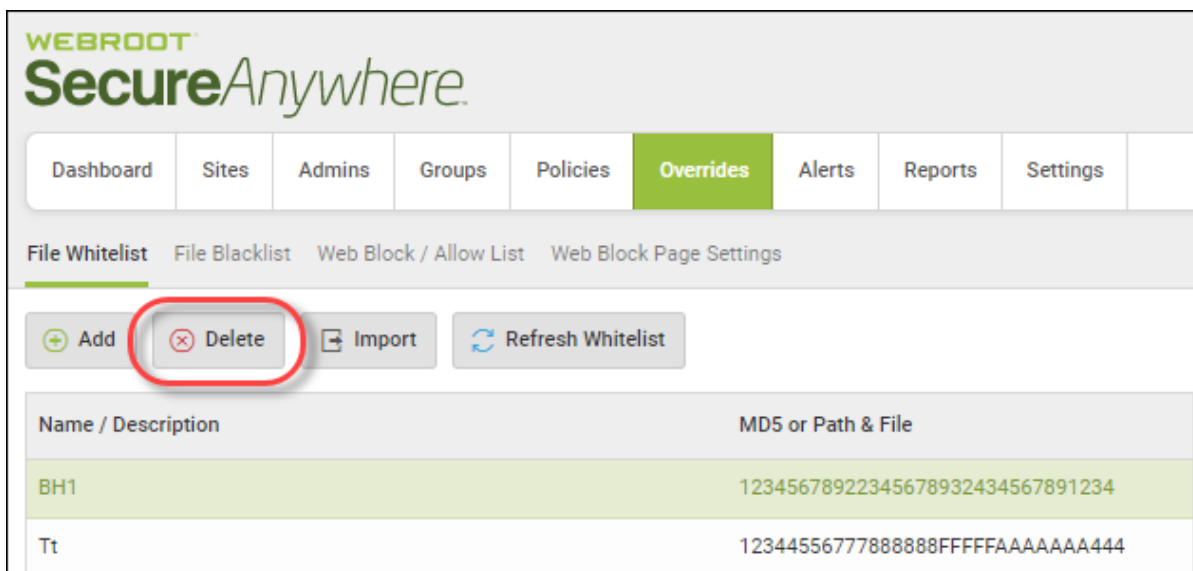 WEBROOT
SecureAnywhere
Dashboard Sites Admins Groups Policies Overrides Alerts Reports Settings
File Whitelist File Blacklist Web Block / Allow List Web Block Page Settings
Add Delete Import Refresh Whitelist
Name / Description MD5 or Path & File
BH1 12345678922345678932434567891234
Tt 12344556777888888FFFFFAAAAAAA444